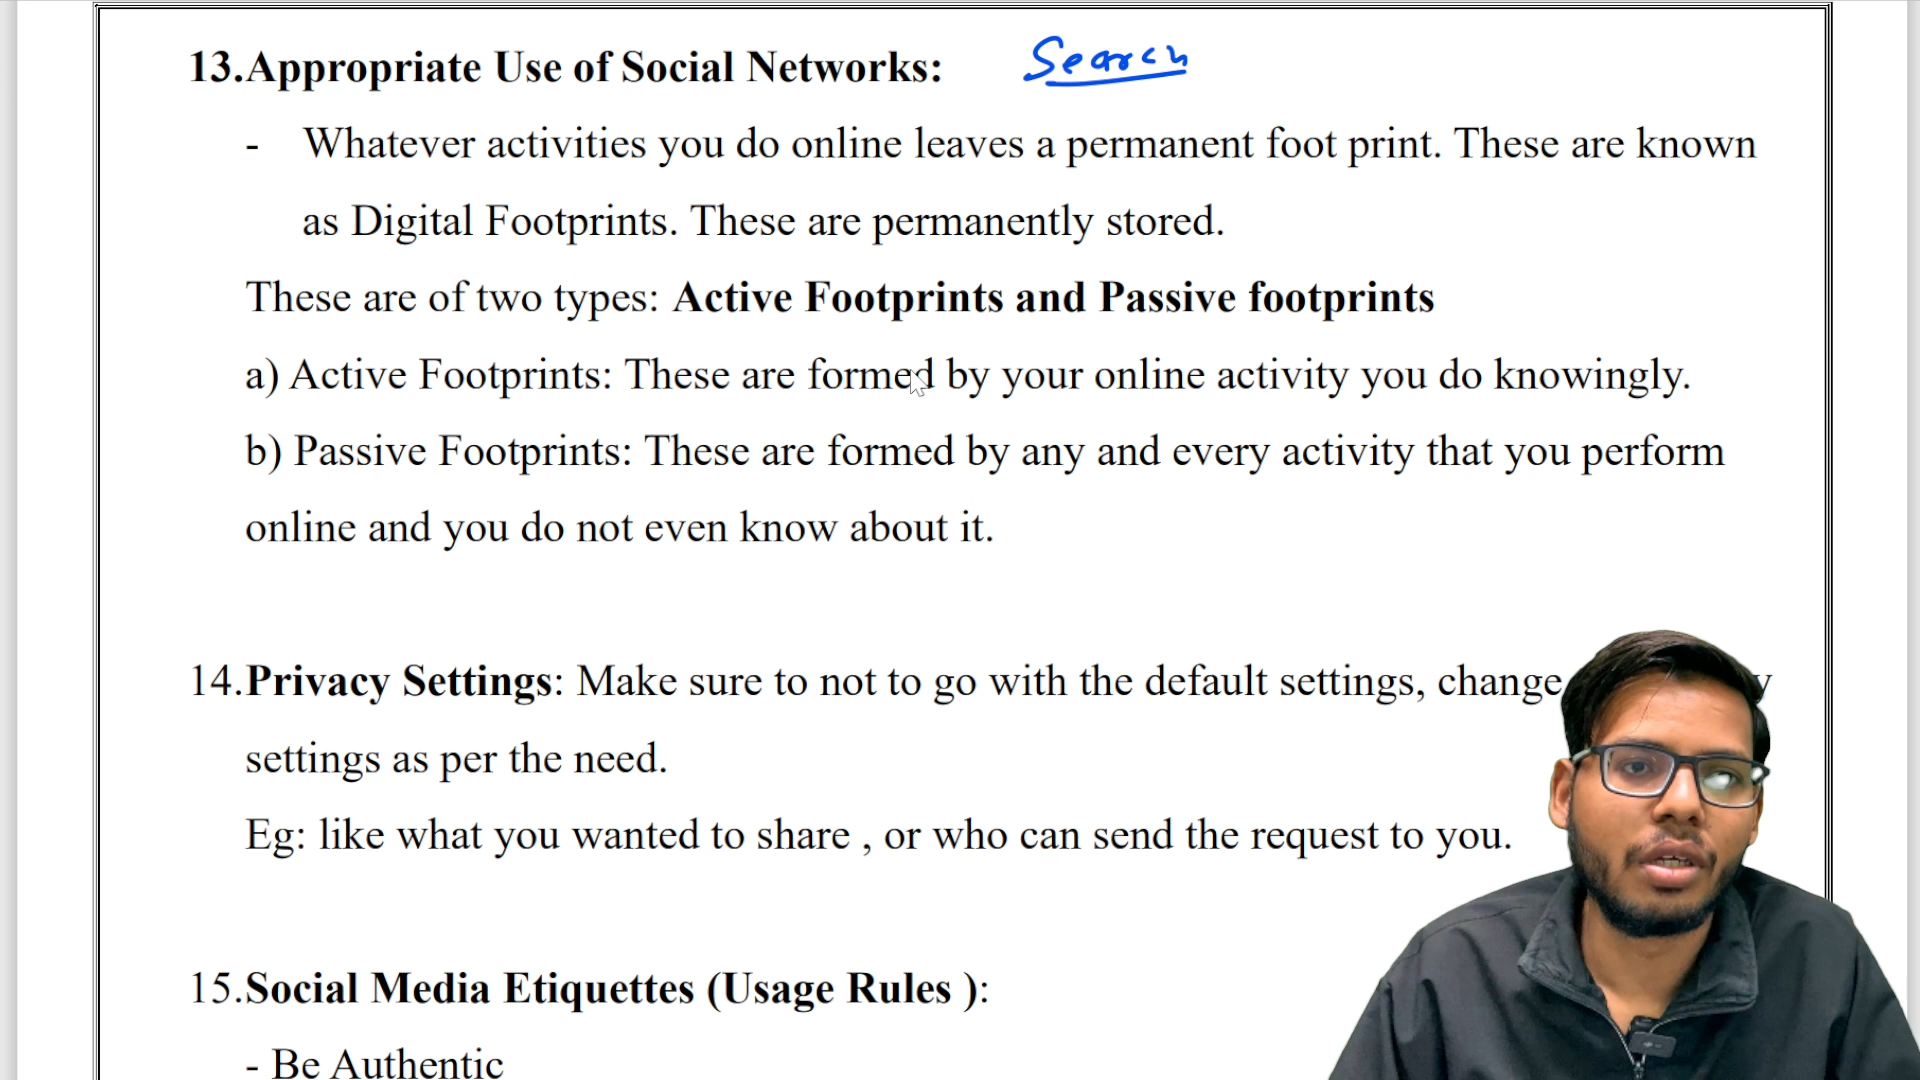 13.Appropriate Use of Social Networks: Search
- Whatever activities you do online leaves a permanent foot print. These are known
as Digital Footprints. These are permanently stored.
These are of two types: Active Footprints and Passive footprints
a) Active Footprints: These are formed by your online activity you do knowingly.
b) Passive Footprints: These are formed by any and every activity that you perform
online and you do not even know about it.
14.Privacy Settings: Make sure to not to go with the default settings, change
settings as per the need.
Eg: like what you wanted to share , or who can send the request to you.
15.Social Media Etiquettes (Usage Rules ):
- Be Authentic